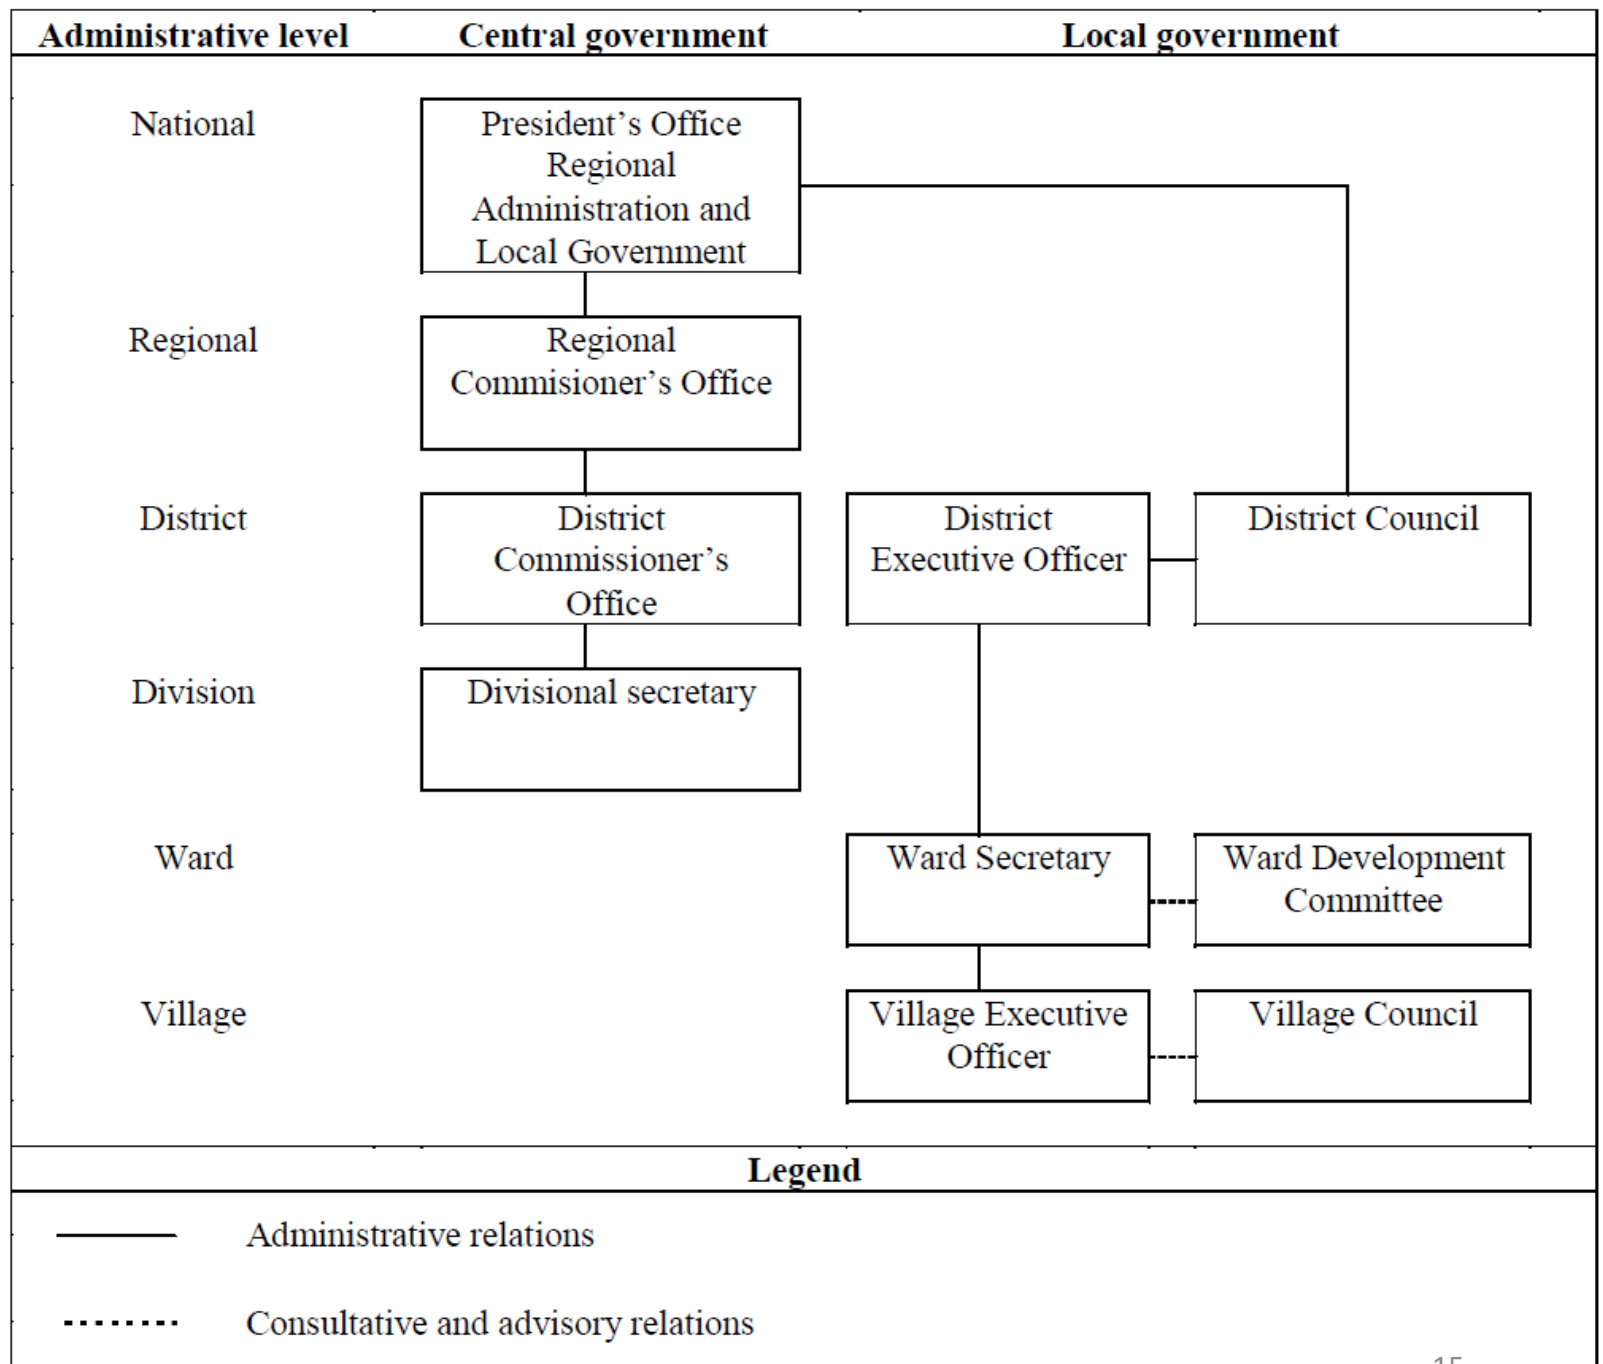 Administrative level Central government Local government
National
President's Office
Regional
Administration and
Local Government
Regional
Regional
Commisioner's Office
District
District
Commissioner's
Office
District
Executive Officer
District Council
Division
Divisional secretary
Ward
Ward Secretary
Ward Development
Committee
Village
Village Executive
Officer
Village Council
Legend
Administrative relations
Consultative and advisory relations